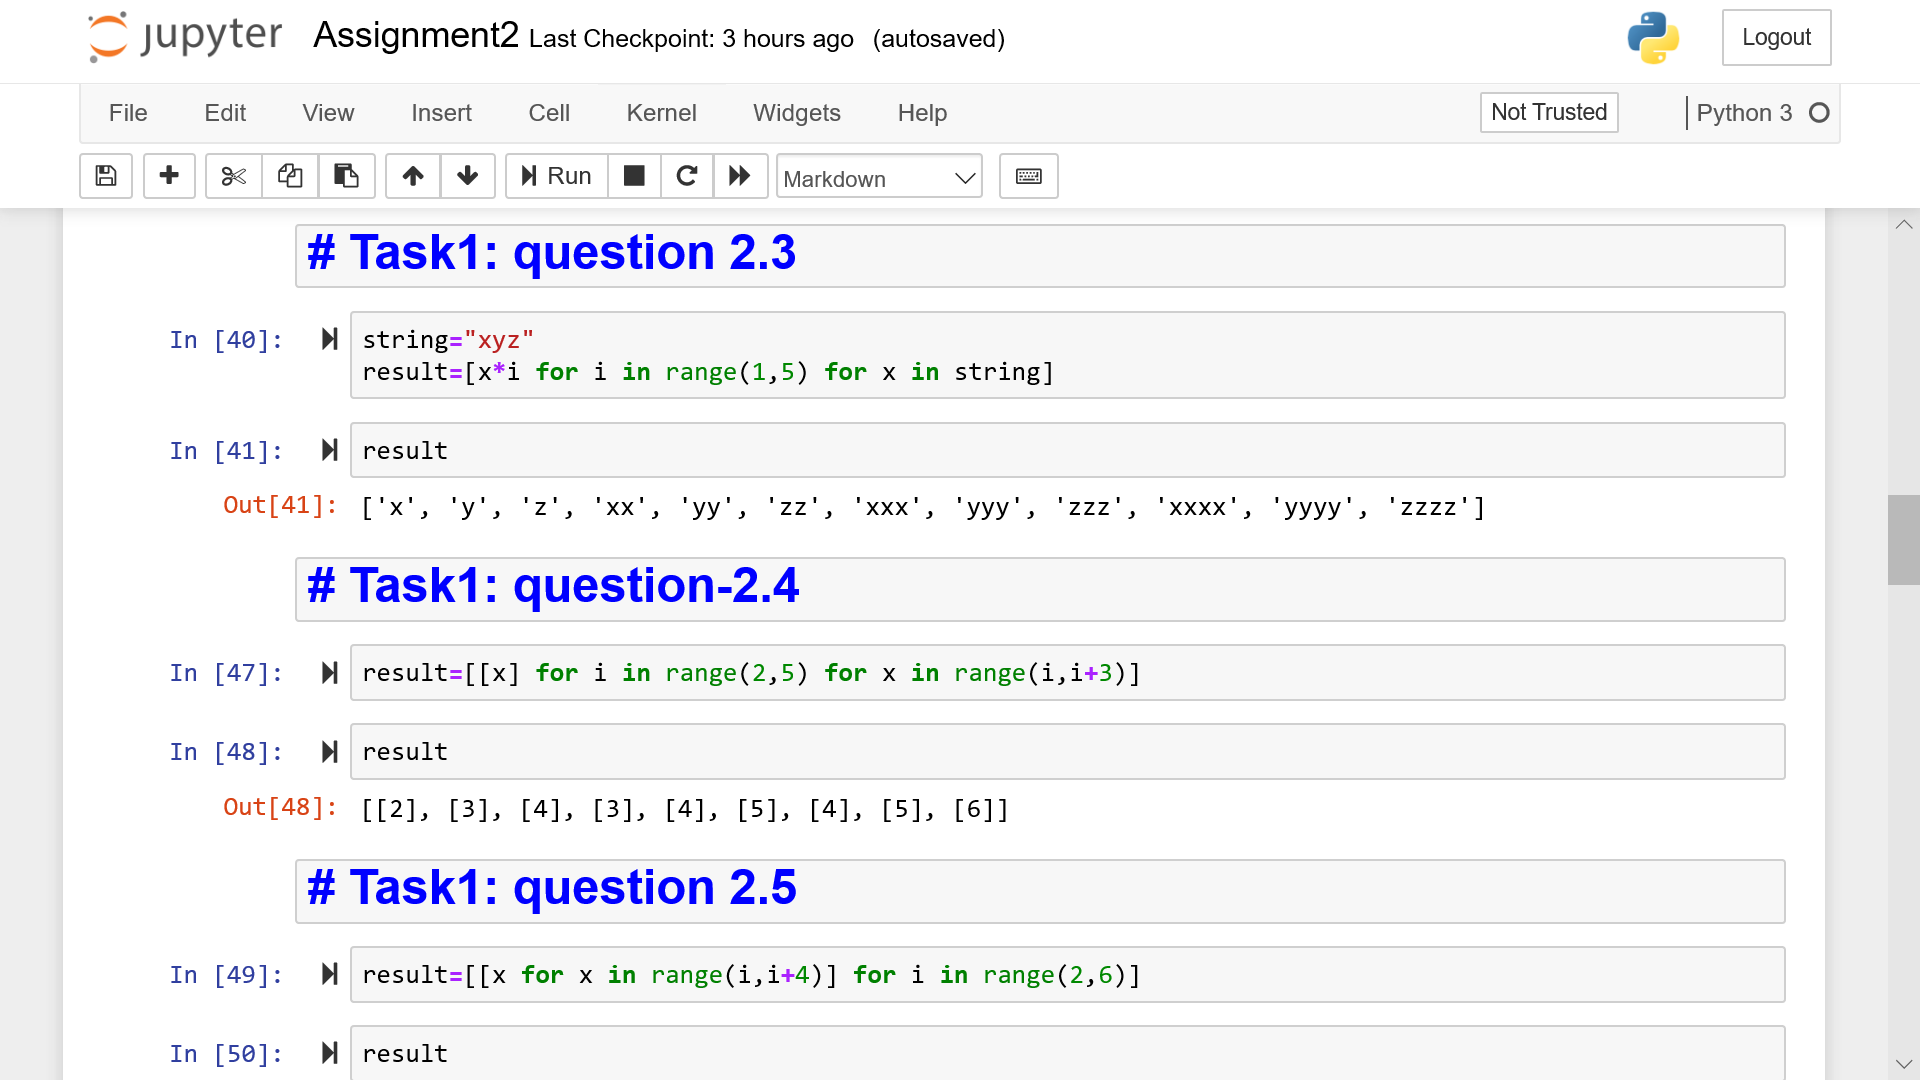 jupyter Assignment2 Last Checkpoint: 3 hours ago (autosaved) Logout
File Edit View Insert Cell Kernel Widgets Help Not Trusted Python 3
Run Markdown
# Task1: question 2.3
In [40]: string="xyz"
result=[x*i for i in range(1,5) for x in string]
In [41]: result
Out[41]: ['x', 'y', 'z', 'xx', 'yy', 'zz', 'xxx', 'yyy', 'zzz', 'xxxx', 'yyyy', 'zzzz']
# Task1: question-2.4
In [47]: result=[[x] for i in range(2,5) for x in range(i,i+3)]
In [48]: result
Out[48]: [[2], [3], [4], [3], [4], [5], [4], [5], [6]]
# Task1: question 2.5
In [49]: result=[[x for x in range(i,i+4)] for i in range(2,6)]
In [50]: result